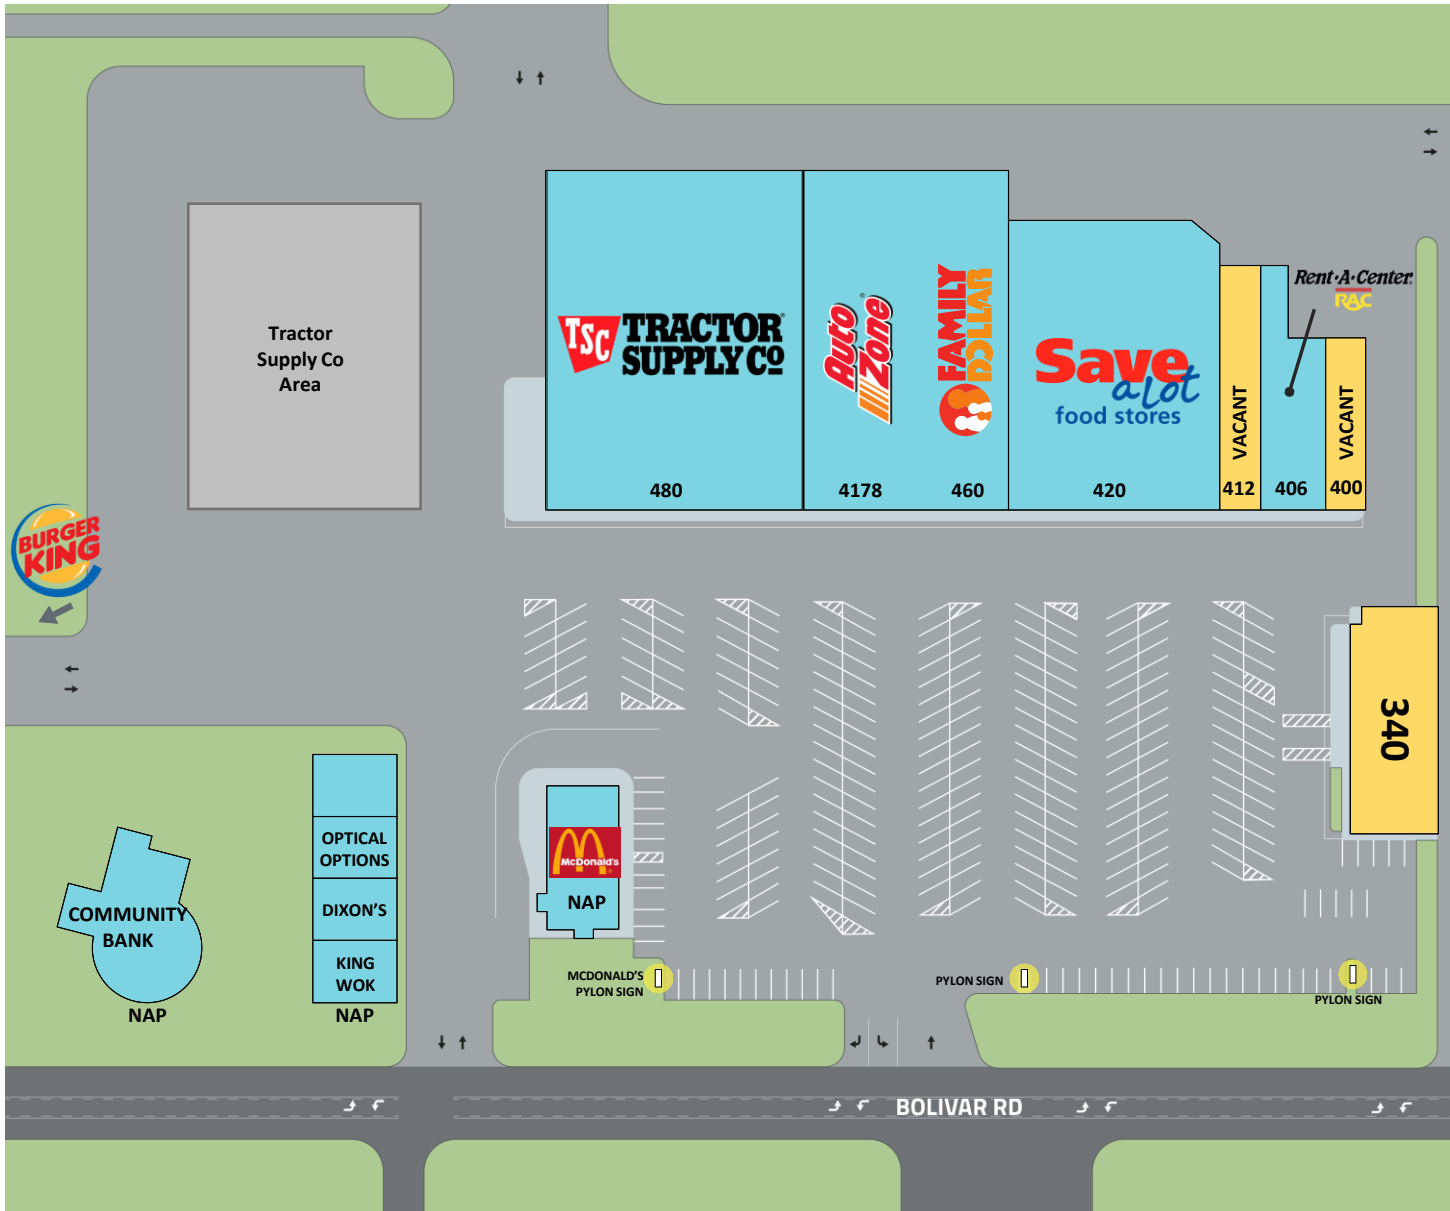 Rent-A-Center
RAC
Tractor
Supply Co
Area
TSC
TRACTOR
SUPPLY CO
Auto
Zone
FAMILY
DOLLAR
Save
a lot
food stores
VACANT
VACANT
480
4178
460
420
412
406
400
BURGER
KING
340
OPTICAL
OPTIONS
DIXON'S
KING
WOK
NAP
COMMUNITY
BANK
NAP
McDonald's
NAP
MCDONALD'S
PYLON SIGN
PYLON SIGN
PYLON SIGN
BOLIVAR RD